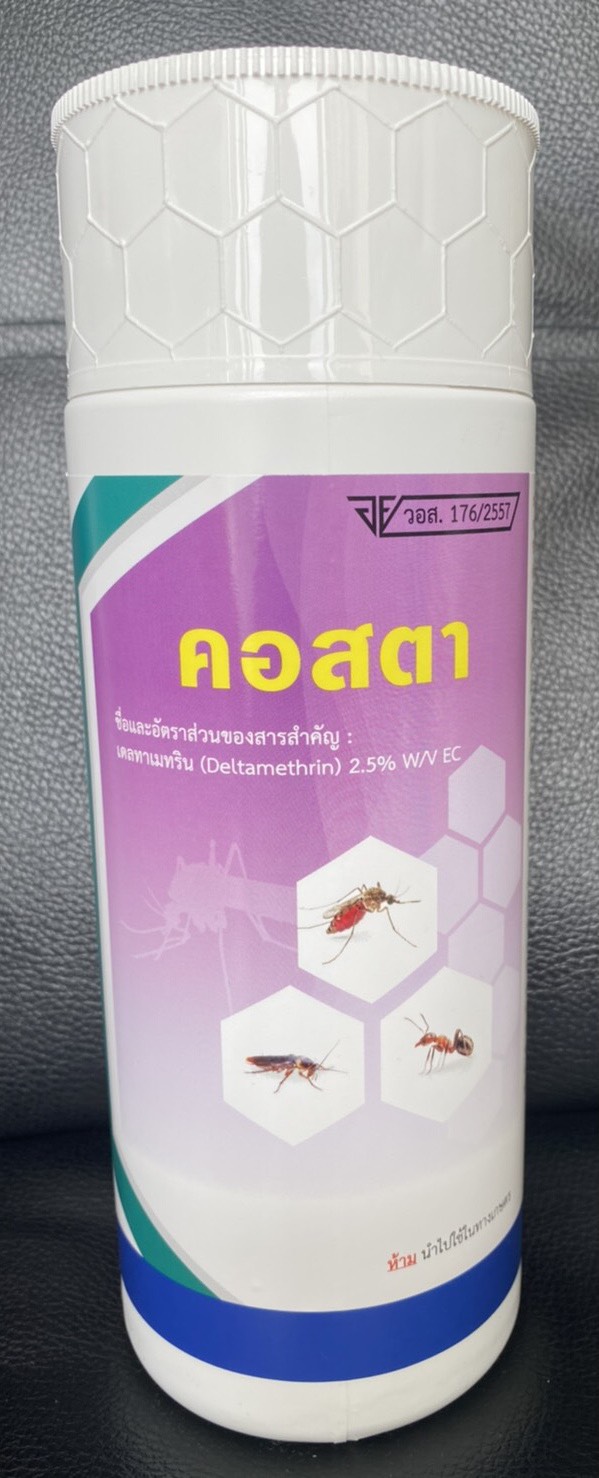 วอส. 176/2557
คอสตา
ชื่อและอัตราส่วนของสารสำคัญ :
เดลทาเมทริน (Deltamethrin) 2.5% W/V EC
ห้าม นำไปใช้ในทางเกษตร